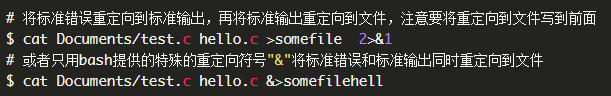 # 将标准错误重定向到标准输出，再将标准输出重定向到文件，注意要将重定向到文件写到前面
$ cat Documents/test.c hello.c >somefile  2>&1
# 或者只用bash提供的特殊的重定向符号"&"将标准错误和标准输出同时重定向到文件
$ cat Documents/test.c hello.c &>somefilehell